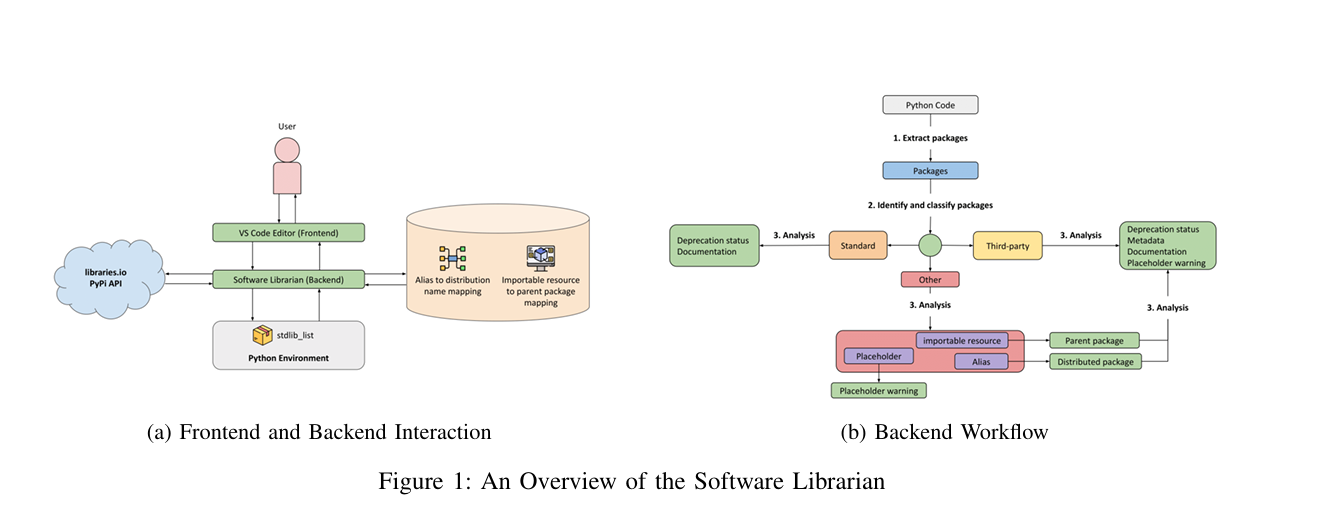 User
VS Code Editor (Frontend)
libraries.io
PyPi API
Software Librarian (Backend)
Alias to distribution
name mapping
Importable resource
to parent package
mapping
stdlib_list
Python Environment
(a) Frontend and Backend Interaction
Python Code
1. Extract packages
Packages
2. Identify and classify packages
Deprecation status
Documentation
3. Analysis
Standard
Third-party
3. Analysis
Deprecation status
Metadata
Documentation
Placeholder warning
Other
3. Analysis
3. Analysis
importable resource
Parent package
Placeholder
Alias
Distributed package
Placeholder warning
(b) Backend Workflow
Figure 1: An Overview of the Software Librarian